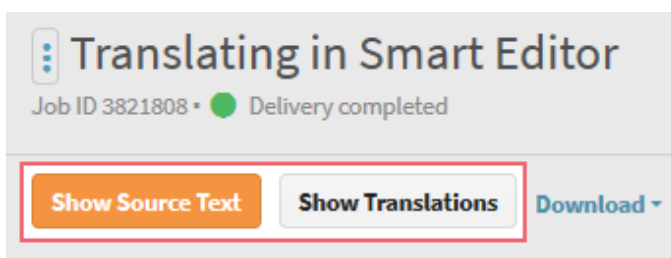 Translating in Smart Editor
Job ID 3821808 • Delivery completed
Show Source Text Show Translations Download